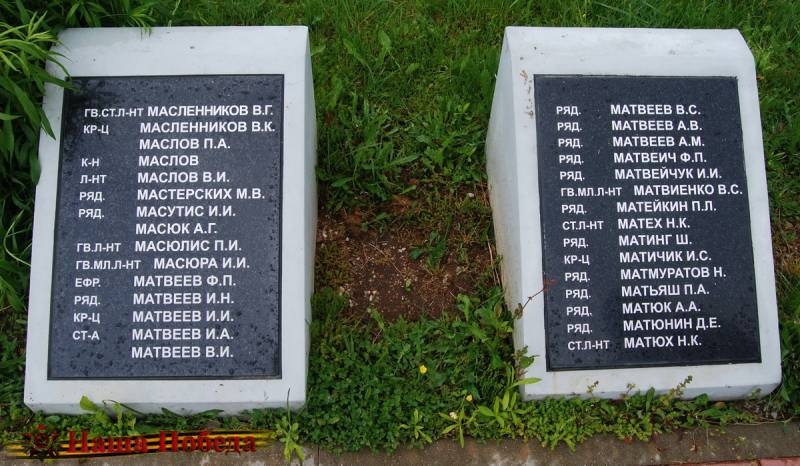 ГВ.СТ.Л-НТ МАСЛЕННИКОВ В.Г.
КР-Ц МАСЛЕННИКОВ В.К.
МАСЛОВ П.А.
К-Н МАСЛОВ
Л-НТ МАСЛОВ В.И.
РЯД. МАСТЕРСКИХ М.В.
РЯД. МАСУТИС И.И.
МАСЮК А.Г.
ГВ.Л-НТ МАСЮЛИС П.И.
ГВ.МЛ.Л-НТ МАСЮРА И.И.
ЕФР. МАТВЕЕВ Ф.П.
РЯД. МАТВЕЕВ И.Н.
КР-Ц МАТВЕЕВ И.И.
СТ-А МАТВЕЕВ И.А.
МАТВЕЕВ В.И.
РЯД. МАТВЕЕВ В.С.
РЯД. МАТВЕЕВ А.В.
РЯД. МАТВЕЕВ А.М.
РЯД. МАТВЕИЧ Ф.П.
РЯД. МАТВЕЙЧУК И.И.
ГВ.МЛ.Л-НТ МАТВИЕНКО В.С.
РЯД. МАТЕЙКИН П.Л.
СТ.Л-НТ МАТЕХ Н.К.
РЯД. МАТИНГ Ш.
КР-Ц МАТИЧИК И.С.
РЯД. МАТМУРАТОВ Н.
РЯД. МАТЬЯШ П.А.
РЯД. МАТЮК А.А.
РЯД. МАТЮНИН Д.Е.
СТ.Л-НТ МАТЮХ Н.К.
Наша Победа